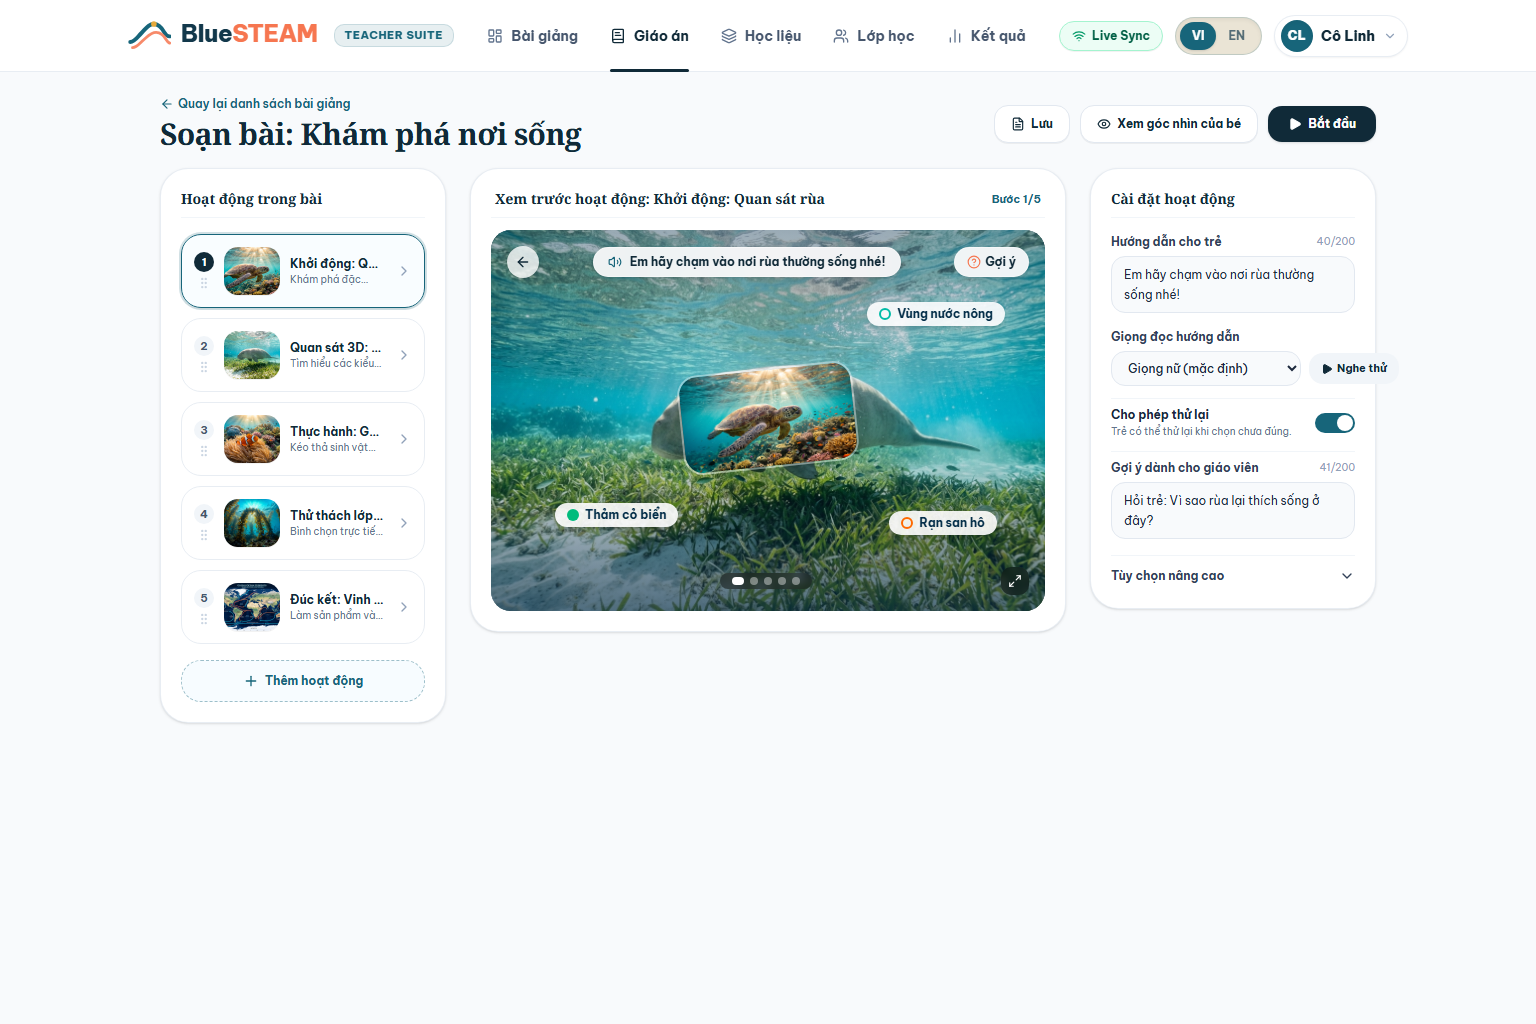 BlueSTEAM
TEACHER SUITE
Bài giảng
Giáo án
Học liệu
Lớp học
Kết quả
Live Sync
VI
EN
CL
Cô Linh
Quay lại danh sách bài giảng
Soạn bài: Khám phá nơi sống
Lưu
Xem góc nhìn của bé
Bắt đầu
Hoạt động trong bài
1
Khởi động: Q...
Khám phá đặc...
2
Quan sát 3D: ...
Tìm hiểu các kiểu...
3
Thực hành: G...
Kéo thả sinh vật...
4
Thử thách lớp...
Bình chọn trực tiế...
5
Đúc kết: Vinh ...
Làm sản phẩm và...
Thêm hoạt động
Xem trước hoạt động: Khởi động: Quan sát rùa
Bước 1/5
Em hãy chạm vào nơi rùa thường sống nhé!
Gợi ý
Vùng nước nông
Thảm cỏ biển
Rạn san hô
Cài đặt hoạt động
Hướng dẫn cho trẻ
40/200
Em hãy chạm vào nơi rùa thường
sống nhé!
Giọng đọc hướng dẫn
Giọng nữ (mặc định)
Nghe thử
Cho phép thử lại
Trẻ có thể thử lại khi chọn chưa đúng.
Gợi ý dành cho giáo viên
41/200
Hỏi trẻ: Vì sao rùa lại thích sống ở
đây?
Tùy chọn nâng cao